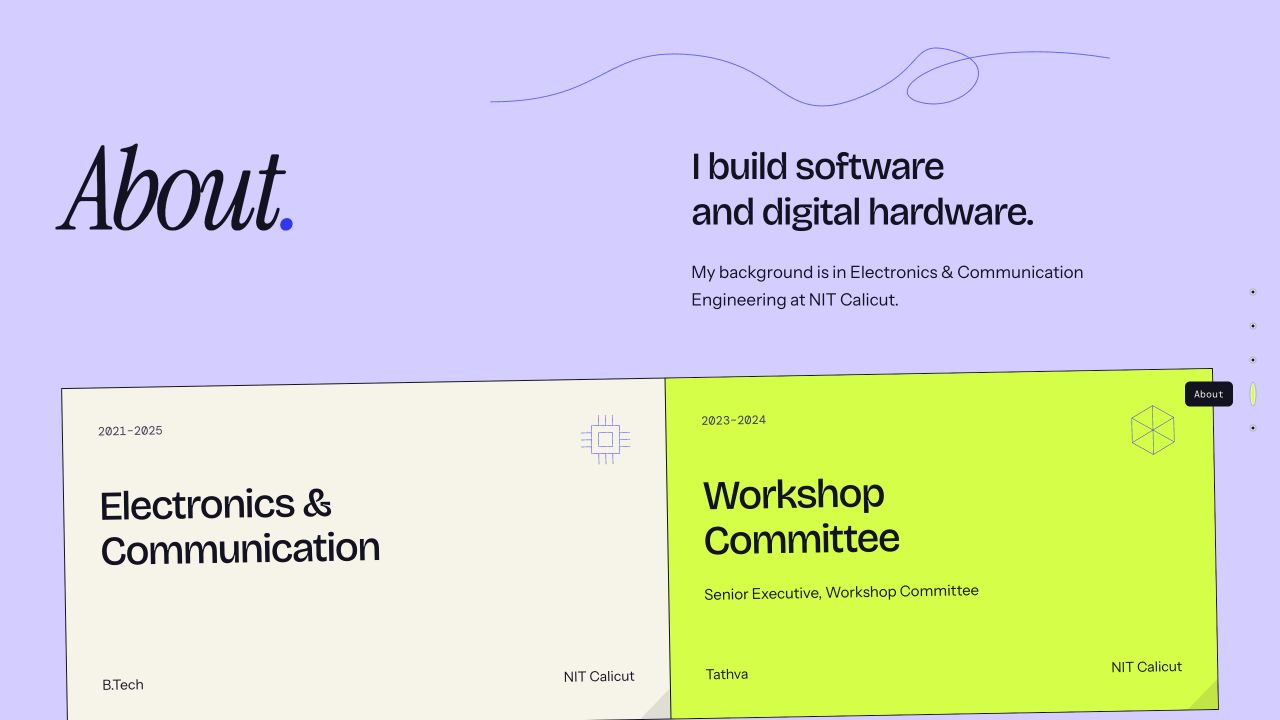 About.
I build software
and digital hardware.
My background is in Electronics & Communication
Engineering at NIT Calicut.
About
2021–2025
Electronics &
Communication
B.Tech
NIT Calicut
2023–2024
Workshop
Committee
Senior Executive, Workshop Committee
Tathva
NIT Calicut